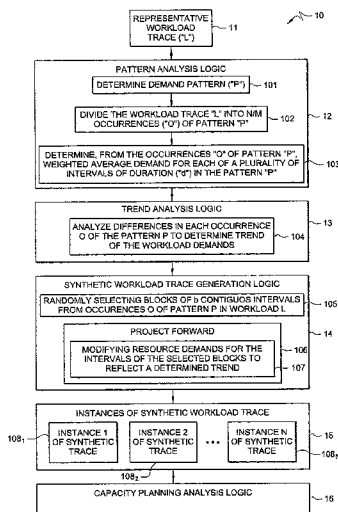 10
REPRESENTATIVE
WORKLOAD
TRACE ("L")
11
PATTERN ANALYSIS LOGIC
DETERMINE DEMAND PATTERN ("P")
101
DIVIDE THE WORKLOAD TRACE "L" INTO N/M
OCCURRENCES ("O") OF PATTERN "P"
102
12
DETERMINE, FROM THE OCCURRENCES "O" OF PATTERN "P",
WEIGHTED AVERAGE DEMAND FOR EACH OF A PLURALITY OF
INTERVALS OF DURATION ("d") IN THE PATTERN "P"
103
TREND ANALYSIS LOGIC
13
ANALYZE DIFFERENCES IN EACH OCCURRENCE
O OF THE PATTERN P TO DETERMINE TREND
OF THE WORKLOAD DEMANDS
104
SYNTHETIC WORKLOAD TRACE GENERATION LOGIC
RANDOMLY SELECTING BLOCKS OF b CONTIGUOS INTERVALS
FROM OCCURENCES O OF PATTERN P IN WORKLOAD L
105
14
PROJECT FORWARD
106
MODIFYING RESOURCE DEMANDS FOR THE
INTERVALS OF THE SELECTED BLOCKS TO
REFLECT A DETERMINED TREND
107
INSTANCES OF SYNTHETIC WORKLOAD TRACE
15
108₁
INSTANCE 1
OF SYNTHETIC
TRACE
INSTANCE 2
OF SYNTHETIC
TRACE
108₂
• • •
INSTANCE N
OF SYNTHETIC
TRACE
CAPACITY PLANNING ANALYSIS LOGIC
16